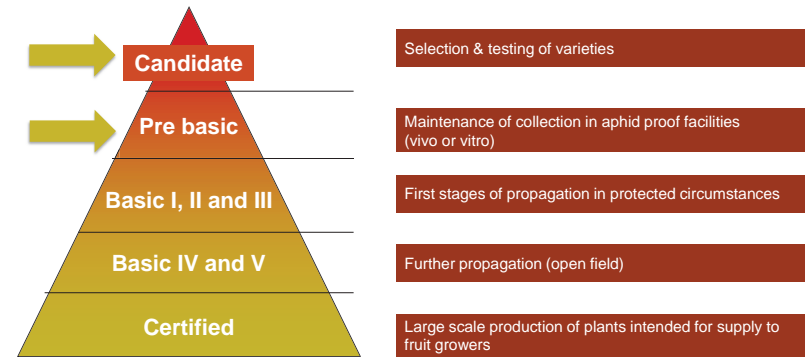 Candidate
Selection & testing of varieties
Pre basic
Maintenance of collection in aphid proof facilities
(vivo or vitro)
Basic I, II and III
First stages of propagation in protected circumstances
Basic IV and V
Further propagation (open field)
Certified
Large scale production of plants intended for supply to
fruit growers